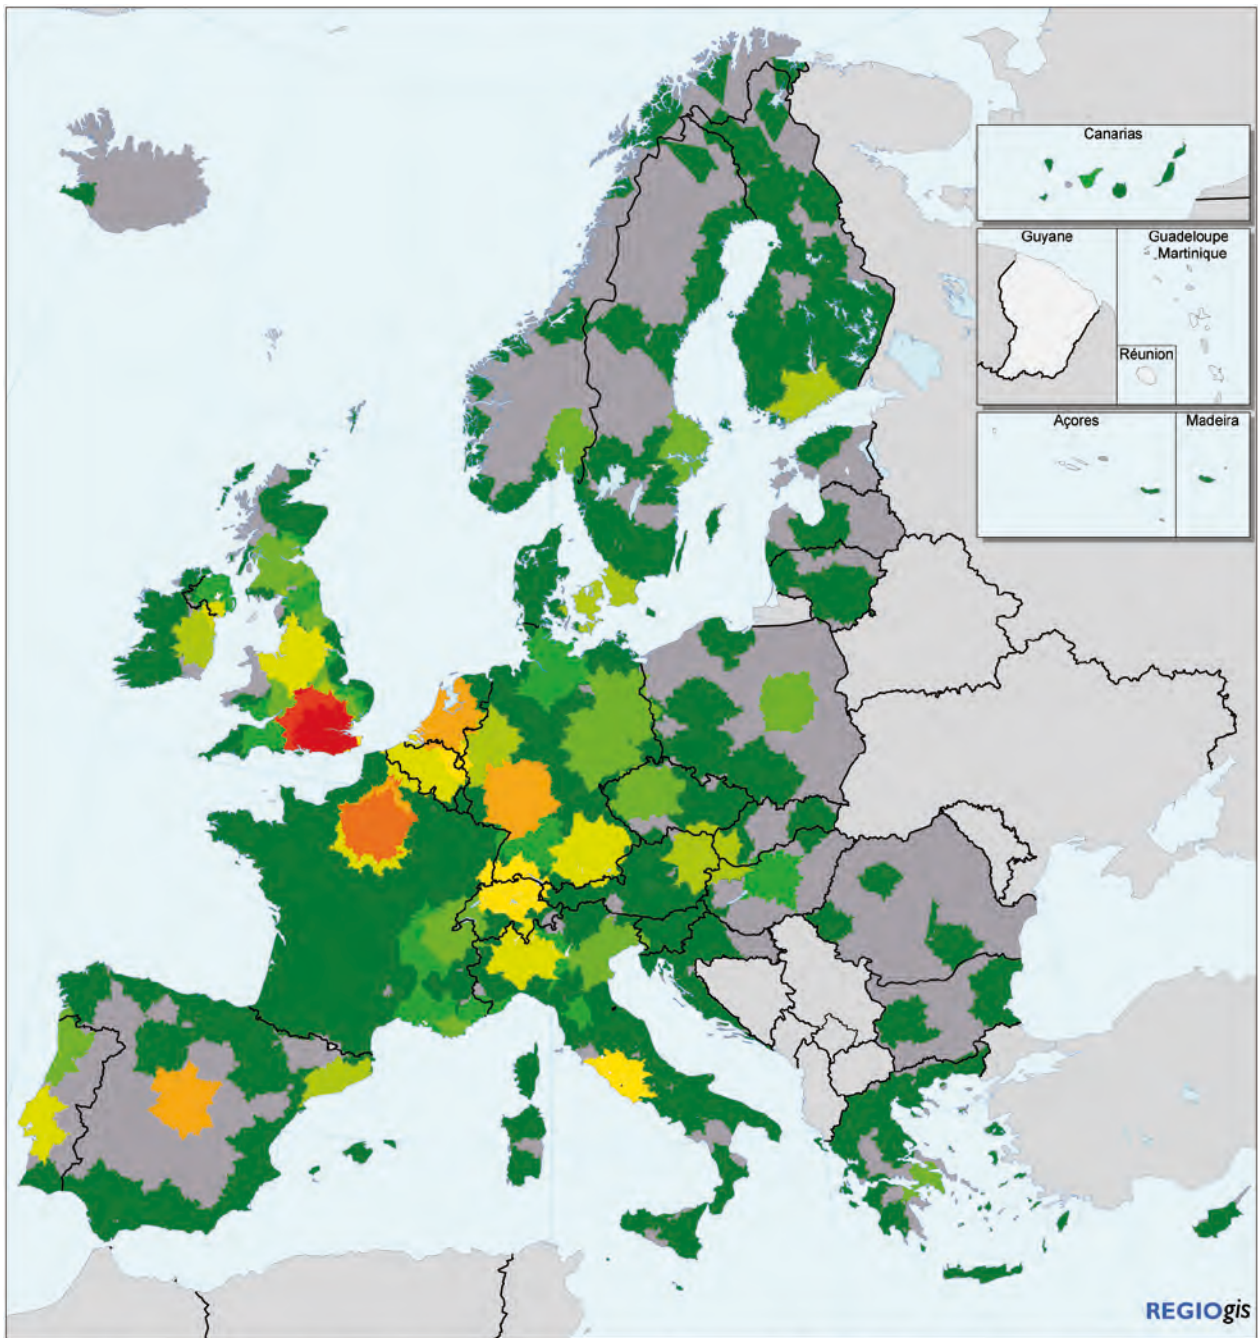 Canarias
Guyane
Guadeloupe
Martinique
Réunion
Açores
Madeira
REGIOgis